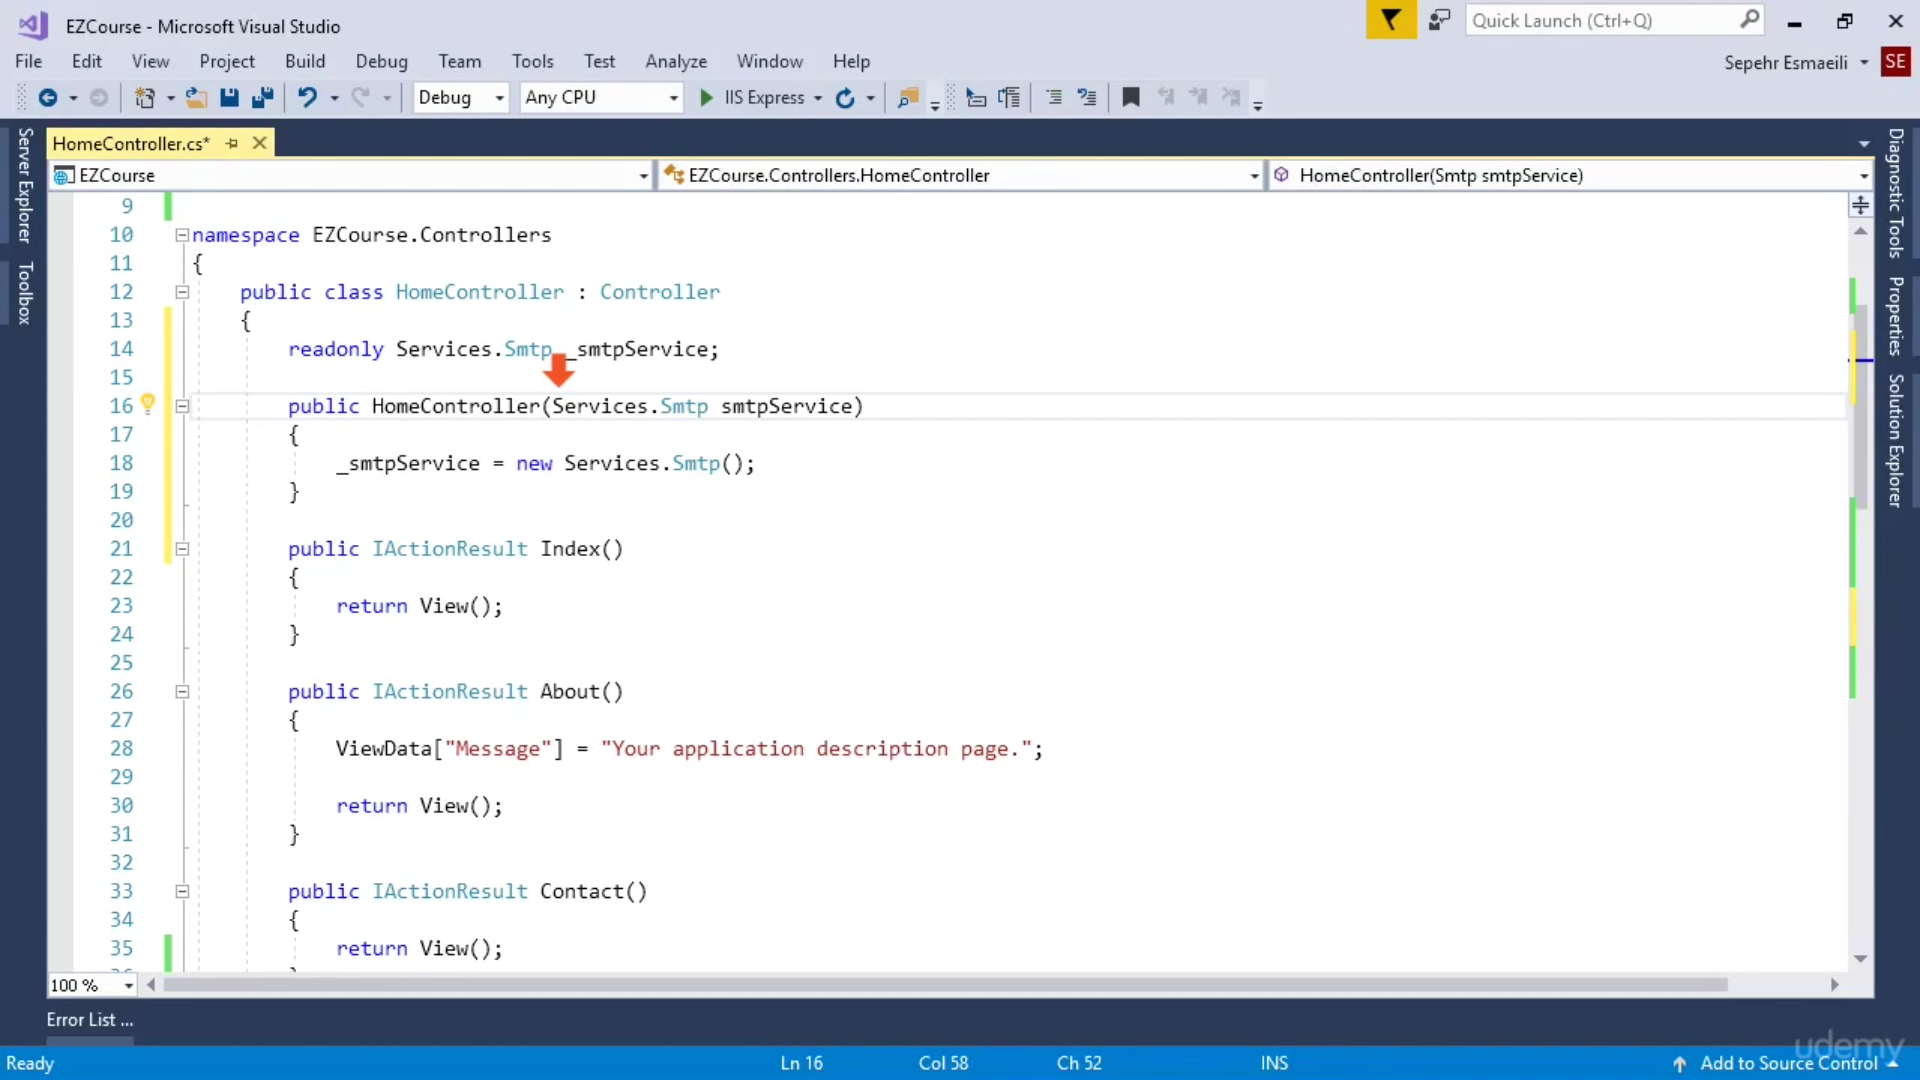 EZCourse - Microsoft Visual Studio
Quick Launch (Ctrl+Q)
File Edit View Project Build Debug Team Tools Test Analyze Window Help
Sepehr Esmaeili SE
Debug Any CPU IIS Express
HomeController.cs*
EZCourse EZCourse.Controllers.HomeController HomeController(Smtp smtpService)
Server Explorer
Toolbox
9
10 namespace EZCourse.Controllers
11 {
12 public class HomeController : Controller
13 {
14 readonly Services.Smtp _smtpService;
15
16 public HomeController(Services.Smtp smtpService)
17 {
18 _smtpService = new Services.Smtp();
19 }
20
21 public IActionResult Index()
22 {
23 return View();
24 }
25
26 public IActionResult About()
27 {
28 ViewData["Message"] = "Your application description page.";
29
30 return View();
31 }
32
33 public IActionResult Contact()
34 {
35 return View();
Diagnostic Tools
Properties
Solution Explorer
100 %
Error List ...
Ready Ln 16 Col 58 Ch 52 INS Add to Source Control
udemy